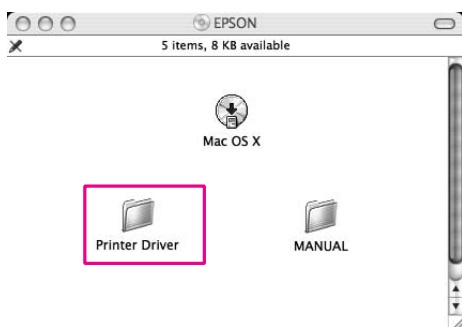 EPSON
5 items, 8 KB available
Mac OS X
Printer Driver
MANUAL